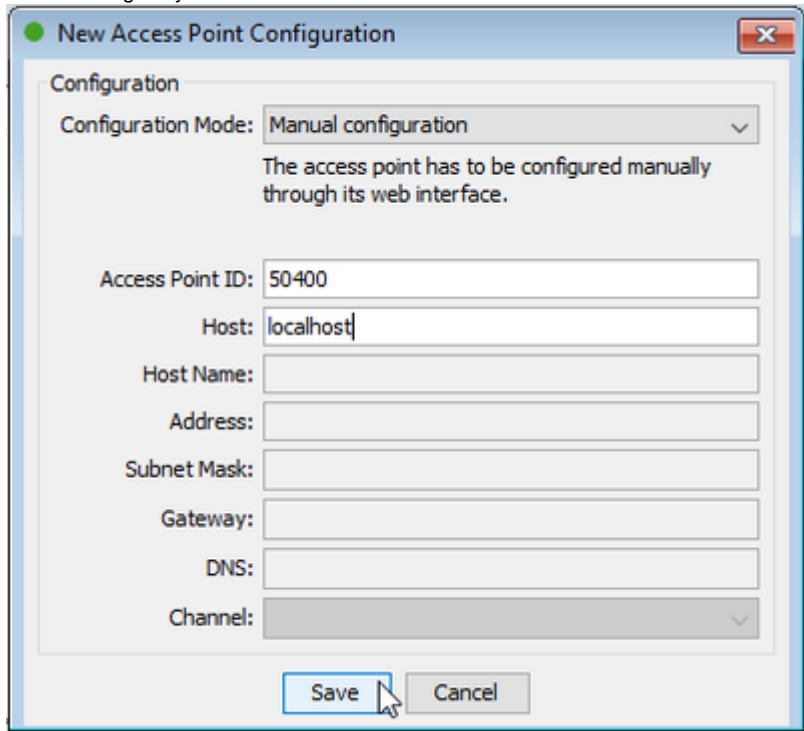 New Access Point Configuration
Configuration
Configuration Mode: Manual configuration
The access point has to be configured manually
through its web interface.
Access Point ID: 50400
Host: localhost
Host Name:
Address:
Subnet Mask:
Gateway:
DNS:
Channel:
Save Cancel